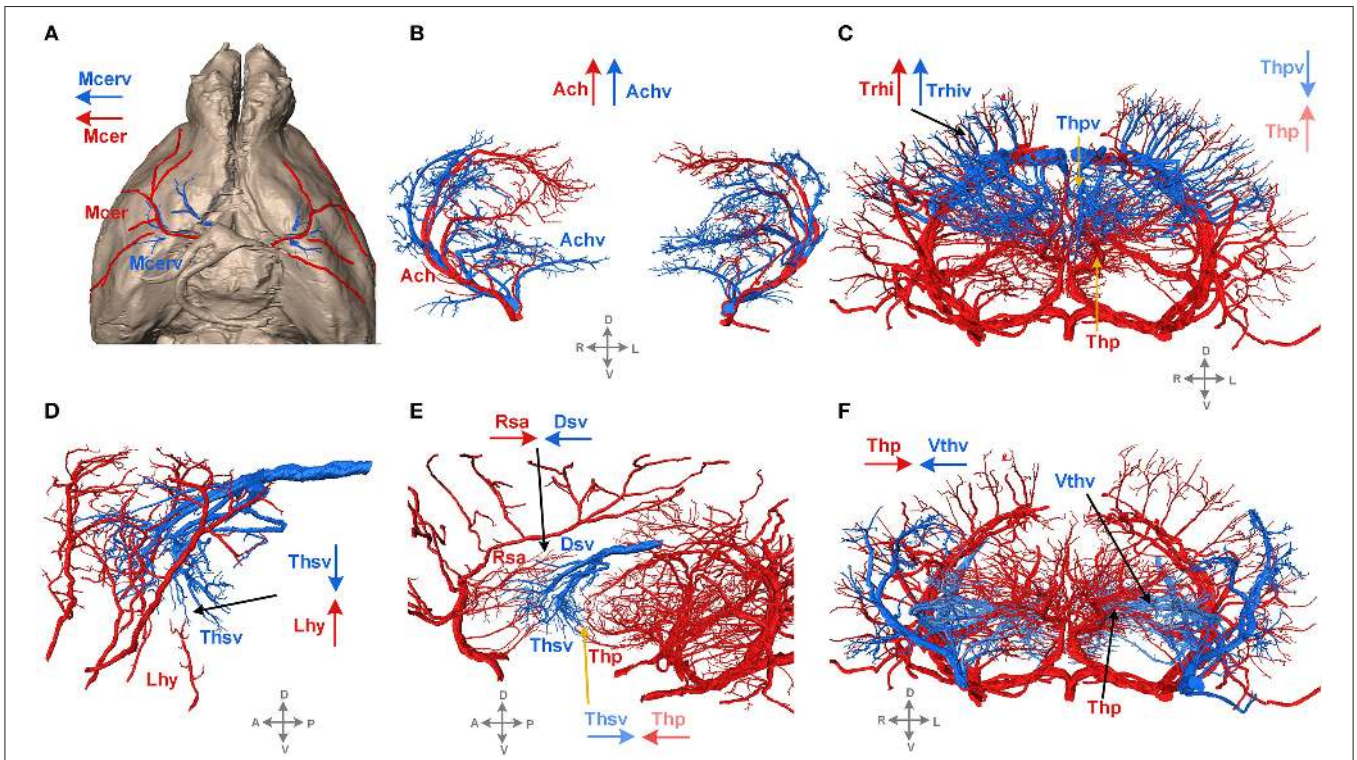 A
Mcerv
Mcer
Mcer
Mcerv
B
Ach
Achv
Achv
Ach
D
R
L
V
C
Trhi
Trhiv
Thpv
Thpv
Thp
Thp
D
R
L
V
D
Thsv
Thsv
Lhy
Lhy
D
A
P
V
E
Rsa
Dsv
Rsa
Dsv
Thsv
Thp
Thsv
Thp
D
A
P
V
F
Thp
Vthv
Vthv
Thp
D
R
L
V